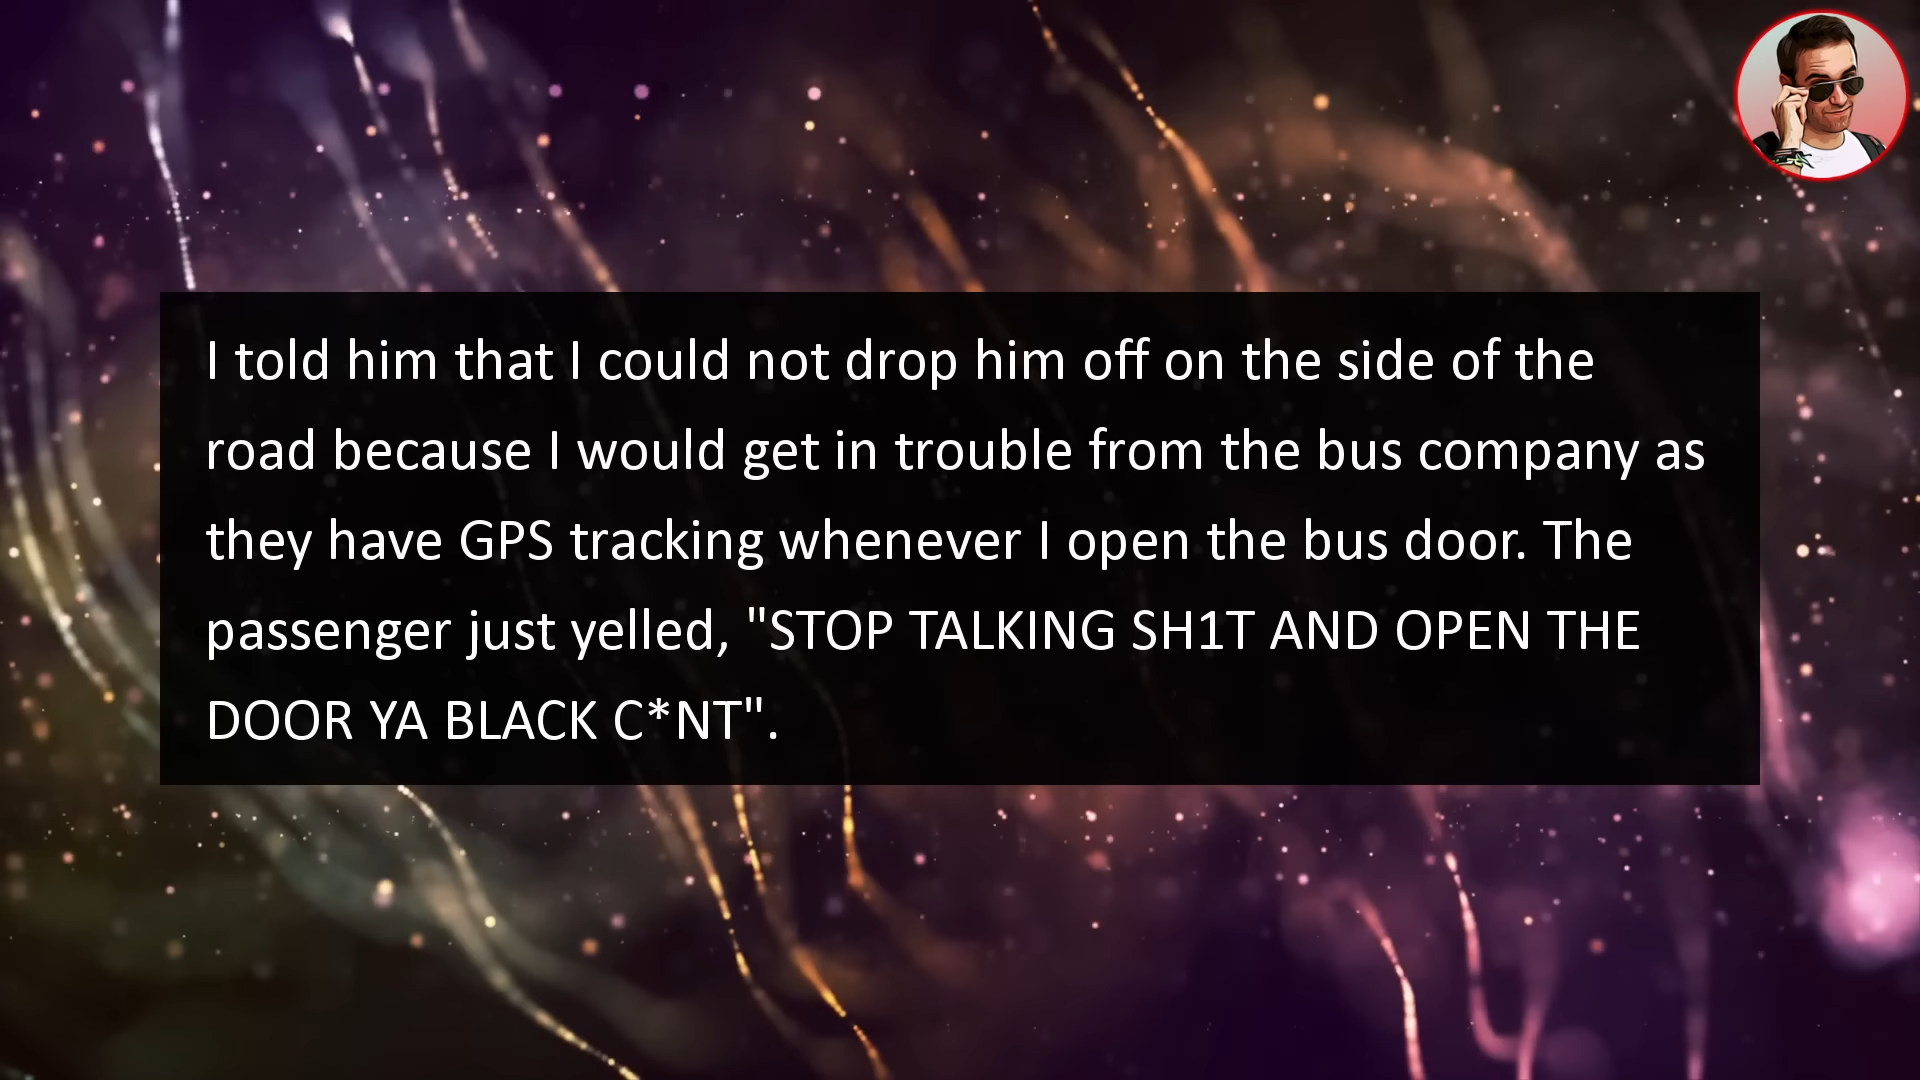 I told him that I could not drop him off on the side of the
road because I would get in trouble from the bus company as
they have GPS tracking whenever I open the bus door. The
passenger just yelled, "STOP TALKING SH1T AND OPEN THE
DOOR YA BLACK C*NT".